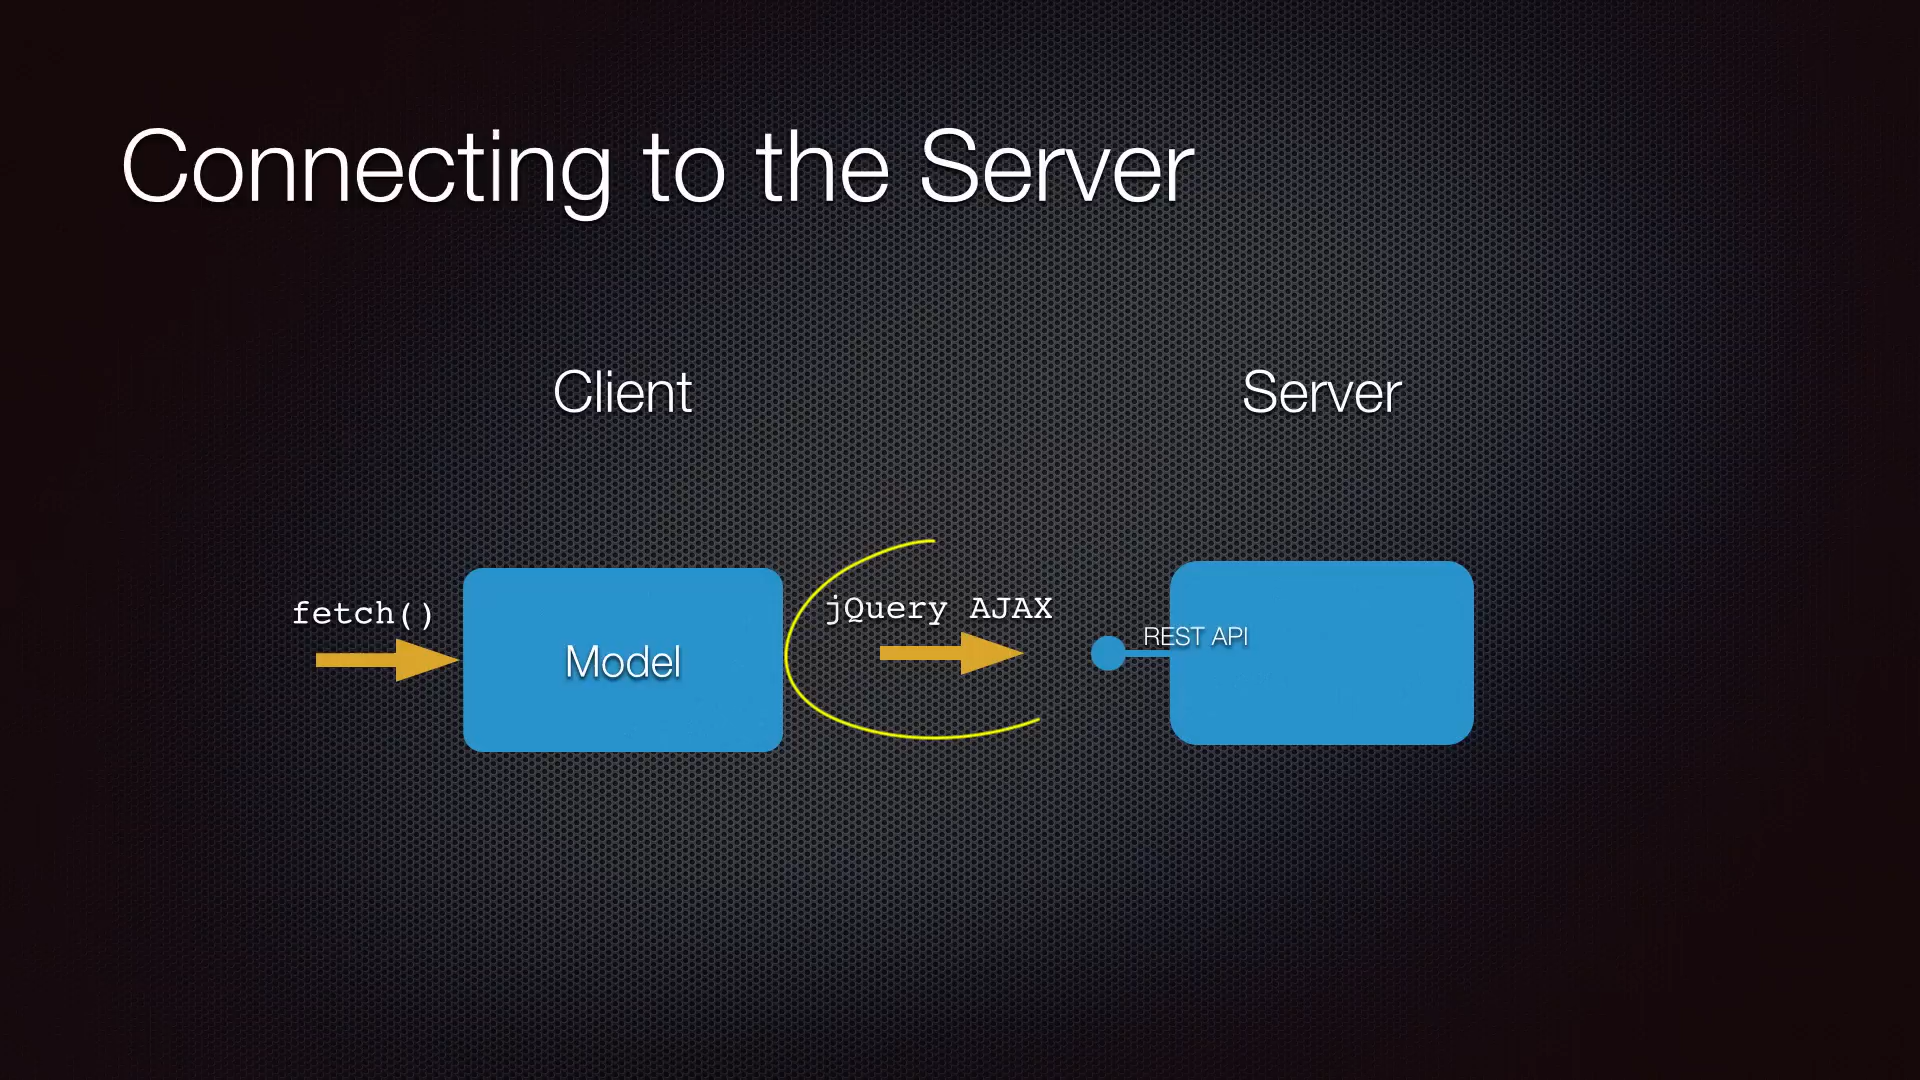 Connecting to the Server
Client
Server
fetch()
Model
jQuery AJAX
REST API